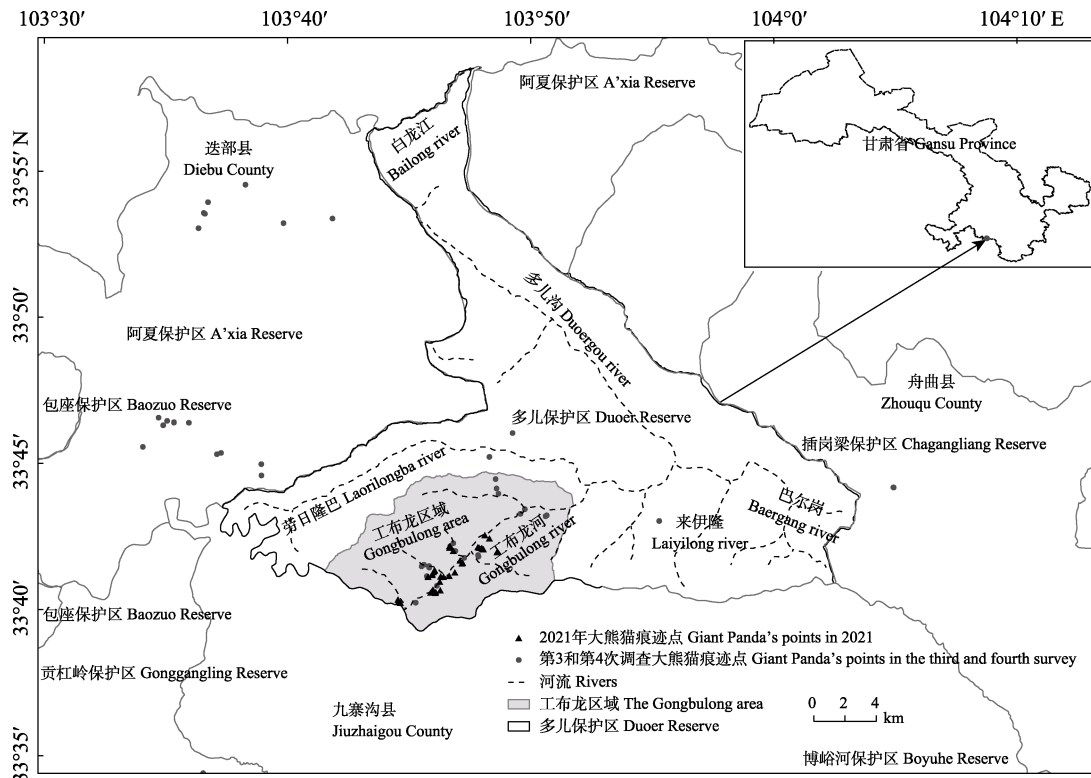 103°30′ 103°40′ 103°50′ 104°0′ 104°10′ E
阿夏保护区 A'xia Reserve
白龙江
Bailong river
迭部县
Diebu County
甘肃省 Gansu Province
33°55′ N
33°50′
33°45′
33°40′
33°35′
多儿沟 Duoergou river
阿夏保护区 A'xia Reserve
舟曲县
Zhouqu County
包座保护区 Baozuo Reserve
多儿保护区 Duoer Reserve
插岗梁保护区 Chagangliang Reserve
劳日隆巴 Laorilongba river
巴尔岗
Baergang river
工布龙区域
Gongbulong area
工布龙河
Gongbulong river
来伊隆
Laiyilong river
包座保护区 Baozuo Reserve
贡杠岭保护区 Gonggangling Reserve
九寨沟县
Jiuzhaigou County
2021年大熊猫痕迹点 Giant Panda's points in 2021
第3和第4次调查大熊猫痕迹点 Giant Panda's points in the third and fourth survey
河流 Rivers
工布龙区域 The Gongbulong area
多儿保护区 Duoer Reserve
0 2 4
km
博峪河保护区 Boyuhe Reserve